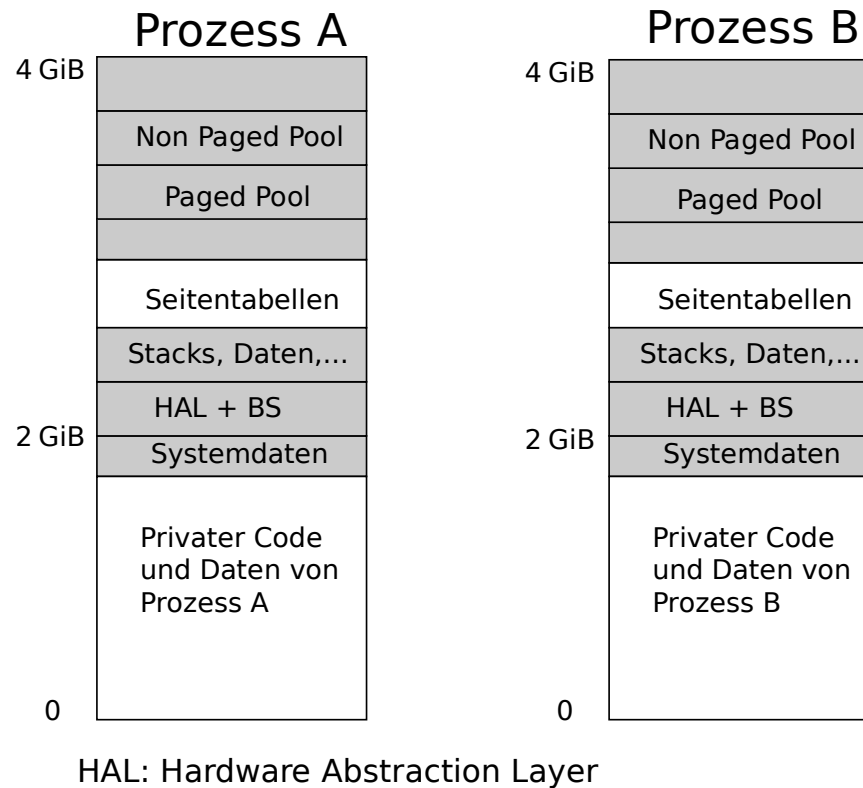 Prozess A
4 GiB
Non Paged Pool
Paged Pool
Seitentabellen
Stacks, Daten,...
HAL + BS
2 GiB
Systemdaten
Privater Code
und Daten von
Prozess A
0
Prozess B
4 GiB
Non Paged Pool
Paged Pool
Seitentabellen
Stacks, Daten,...
HAL + BS
2 GiB
Systemdaten
Privater Code
und Daten von
Prozess B
0
HAL: Hardware Abstraction Layer